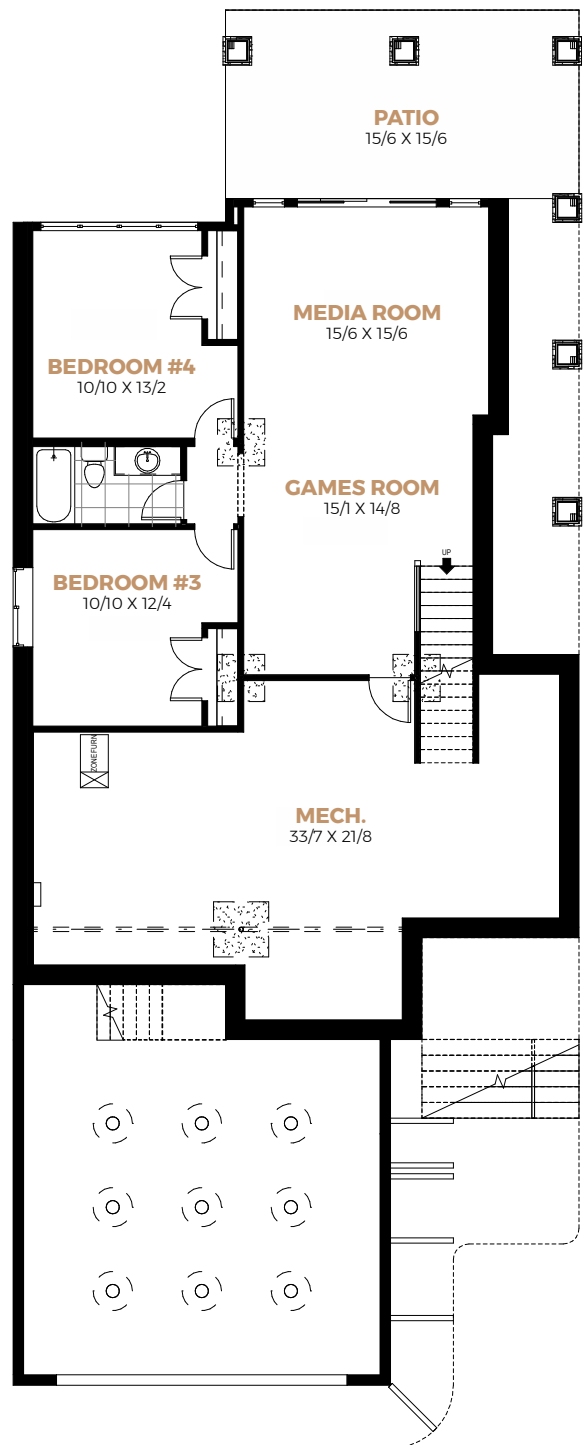 PATIO
15/6 X 15/6
MEDIA ROOM
15/6 X 15/6
BEDROOM #4
10/10 X 13/2
GAMES ROOM
15/1 X 14/8
UP
BEDROOM #3
10/10 X 12/4
ZONEFURN
MECH.
33/7 X 21/8